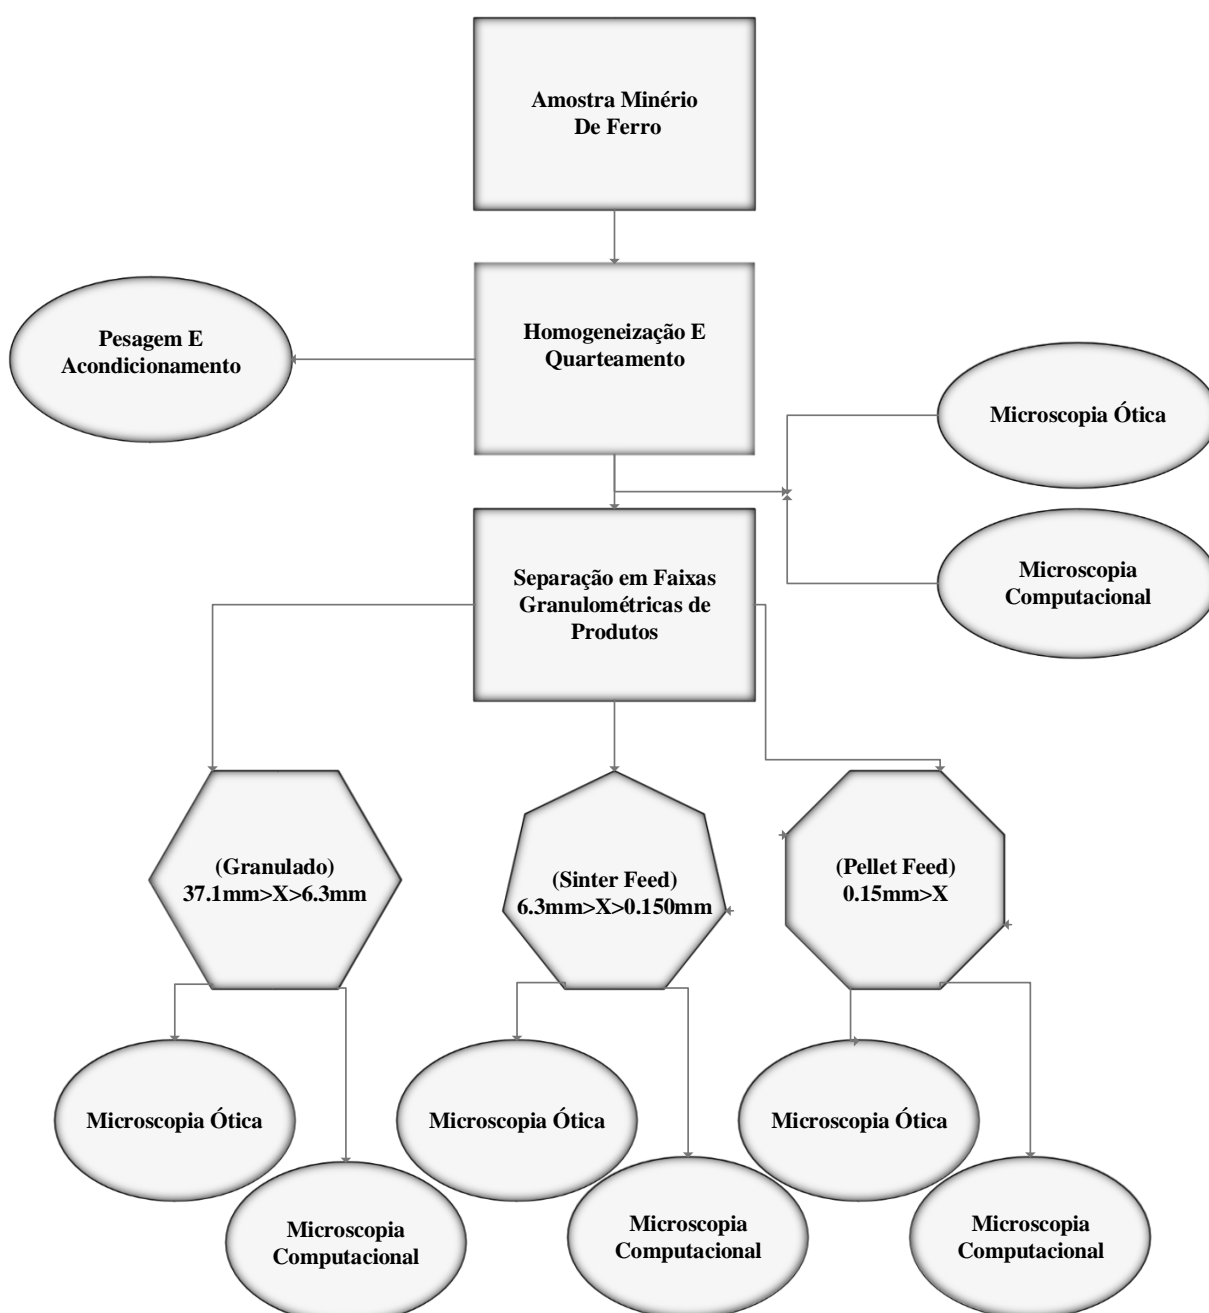 Amostra Minério
De Ferro
Homogeneização E
Quarteamento
Pesagem E
Acondicionamento
Microscopia Ótica
Microscopia
Computacional
Separação em Faixas
Granulométricas de
Produtos
(Granulado)
37.1mm>X>6.3mm
(Sinter Feed)
6.3mm>X>0.150mm
(Pellet Feed)
0.15mm>X
Microscopia Ótica
Microscopia
Computacional
Microscopia Ótica
Microscopia
Computacional
Microscopia Ótica
Microscopia
Computacional